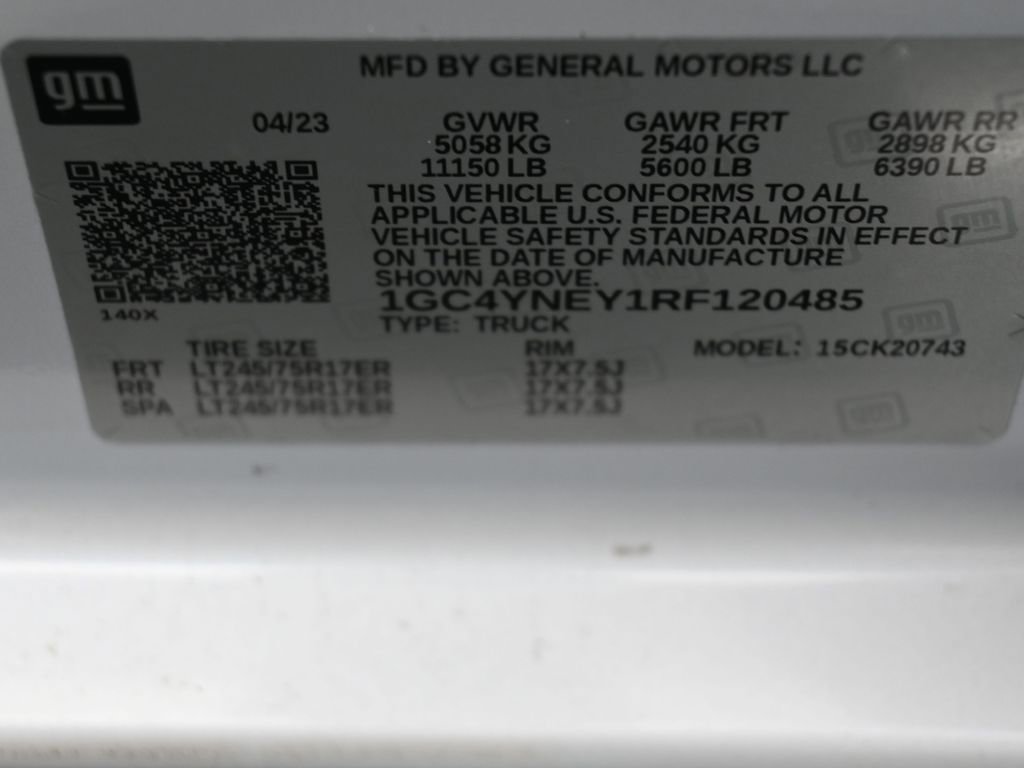 gm
MFD BY GENERAL MOTORS LLC
04/23 GVWR GAWR FRT GAWR RR
5058 KG 2540 KG 2898 KG
11150 LB 5600 LB 6390 LB
THIS VEHICLE CONFORMS TO ALL
APPLICABLE U.S. FEDERAL MOTOR
VEHICLE SAFETY STANDARDS IN EFFECT
ON THE DATE OF MANUFACTURE
SHOWN ABOVE.
1GC4YNEY1RF120485
140X
TYPE: TRUCK
TIRE SIZE RIM MODEL: 15CK20743
FRT LT245/75R17ER 17X7.5J
RR LT245/75R17ER 17X7.5J
SPA LT245/75R17ER 17X7.5J